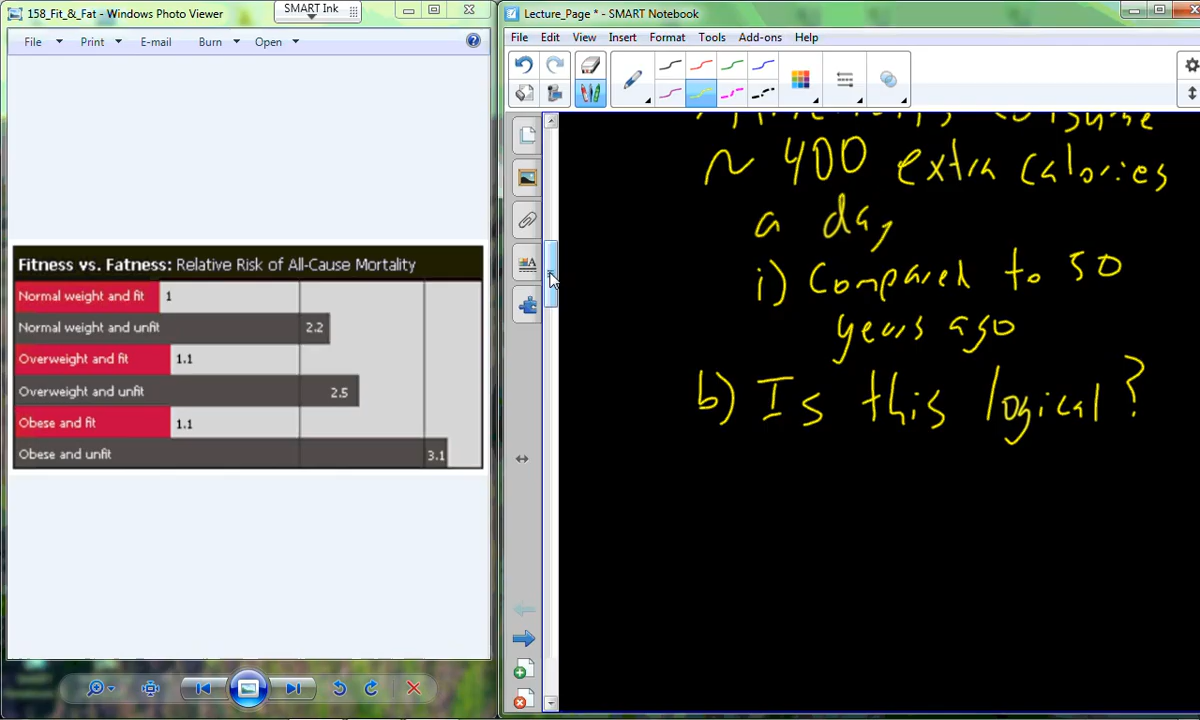 158_Fit_&_Fat - Windows Photo Viewer
SMART Ink
File Print E-mail Burn Open
Fitness vs. Fatness: Relative Risk of All-Cause Mortality
Normal weight and fit 1
Normal weight and unfit 2.2
Overweight and fit 1.1
Overweight and unfit 2.5
Obese and fit 1.1
Obese and unfit 3.1
Lecture_Page * - SMART Notebook
File Edit View Insert Format Tools Add-ons Help
~ 400 extra calories
a day
i) Compared to 50
years ago
b) Is this logical?